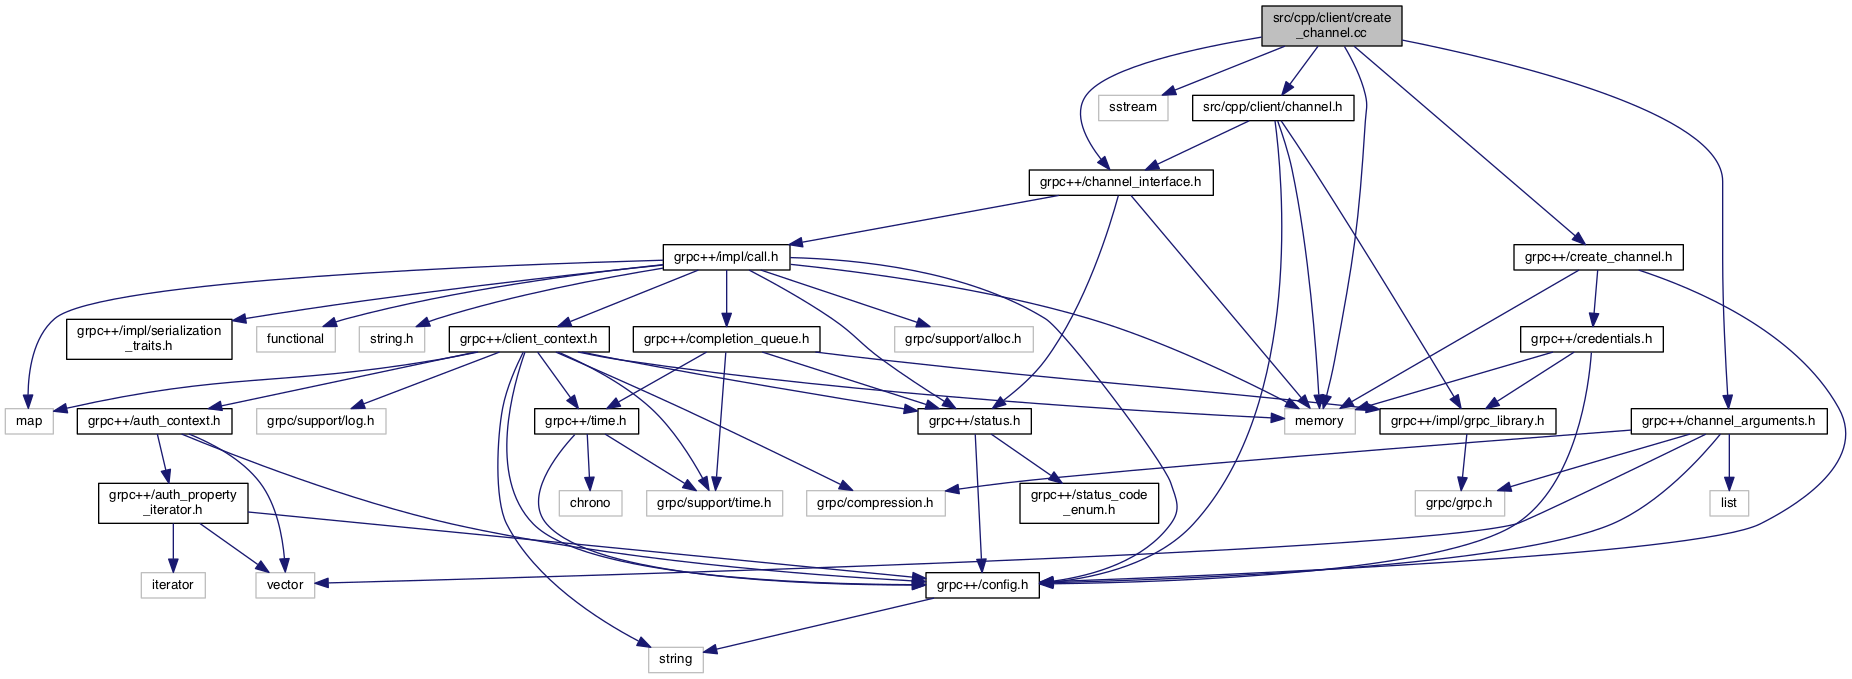 src/cpp/client/create
_channel.cc
sstream
src/cpp/client/channel.h
grpc++/channel_interface.h
grpc++/impl/call.h
grpc++/create_channel.h
grpc++/impl/serialization
_traits.h
functional
string.h
grpc++/client_context.h
grpc++/completion_queue.h
grpc/support/alloc.h
grpc++/credentials.h
map
grpc++/auth_context.h
grpc/support/log.h
grpc++/time.h
grpc++/status.h
memory
grpc++/impl/grpc_library.h
grpc++/channel_arguments.h
grpc++/auth_property
_iterator.h
chrono
grpc/support/time.h
grpc/compression.h
grpc++/status_code
_enum.h
grpc/grpc.h
list
iterator
vector
grpc++/config.h
string